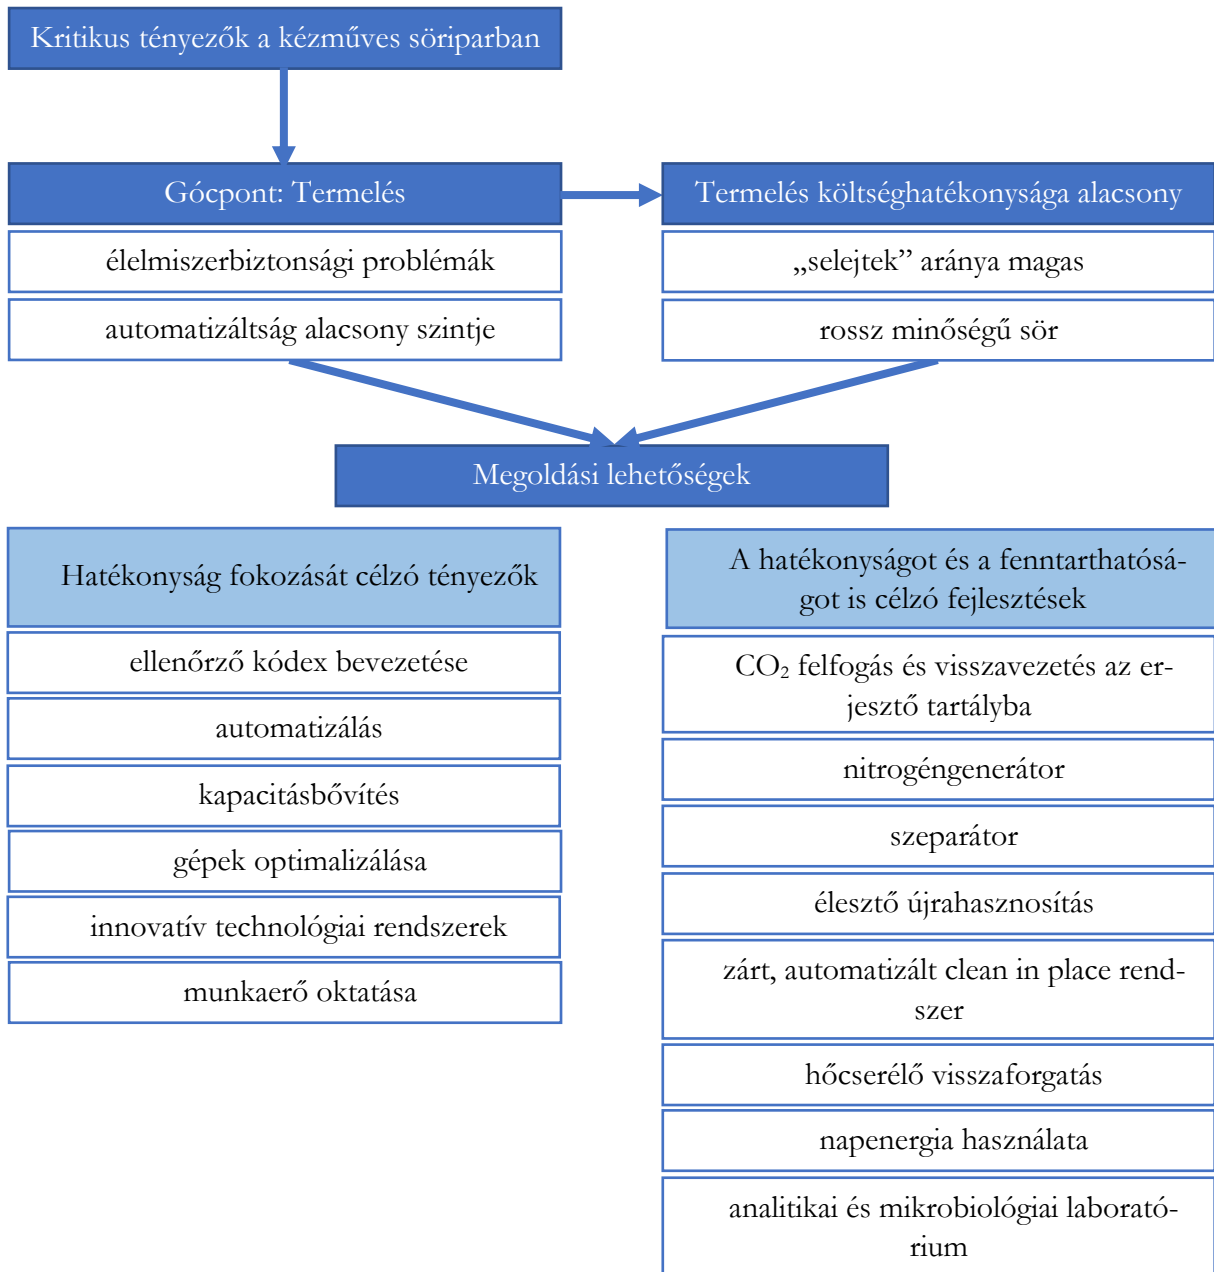 Kritikus tényezők a kézműves söriparban
Gócpont: Termelés
élelmiszerbiztonsági problémák
automatizáltság alacsony szintje
Termelés költséghatékonysága alacsony
„selejtek” aránya magas
rossz minőségű sör
Megoldási lehetőségek
Hatékonyság fokozását célzó tényezők
ellenőrző kódex bevezetése
automatizálás
kapacitásbővítés
gépek optimalizálása
innovatív technológiai rendszerek
munkaerő oktatása
A hatékonyságot és a fenntarthatósá-
got is célzó fejlesztések
CO₂ felfogás és visszavezetés az er-
jesztő tartályba
nitrogéngenerátor
szeparátor
élesztő újrahasznosítás
zárt, automatizált clean in place rend-
szer
hőcserélő visszaforgatás
napenergia használata
analitikai és mikrobiológiai laborató-
rium